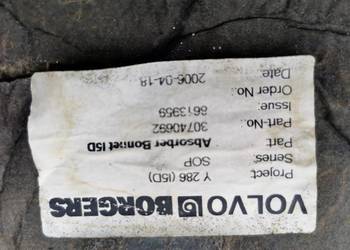 VOLVO BORGERS
Project: Y 286 (I5D)
Series: SOP
Part: Absorber Bonnet I5D
Part-No.: 30740692
Issue: 8613959
Order No.:
Date: 2006-04-18